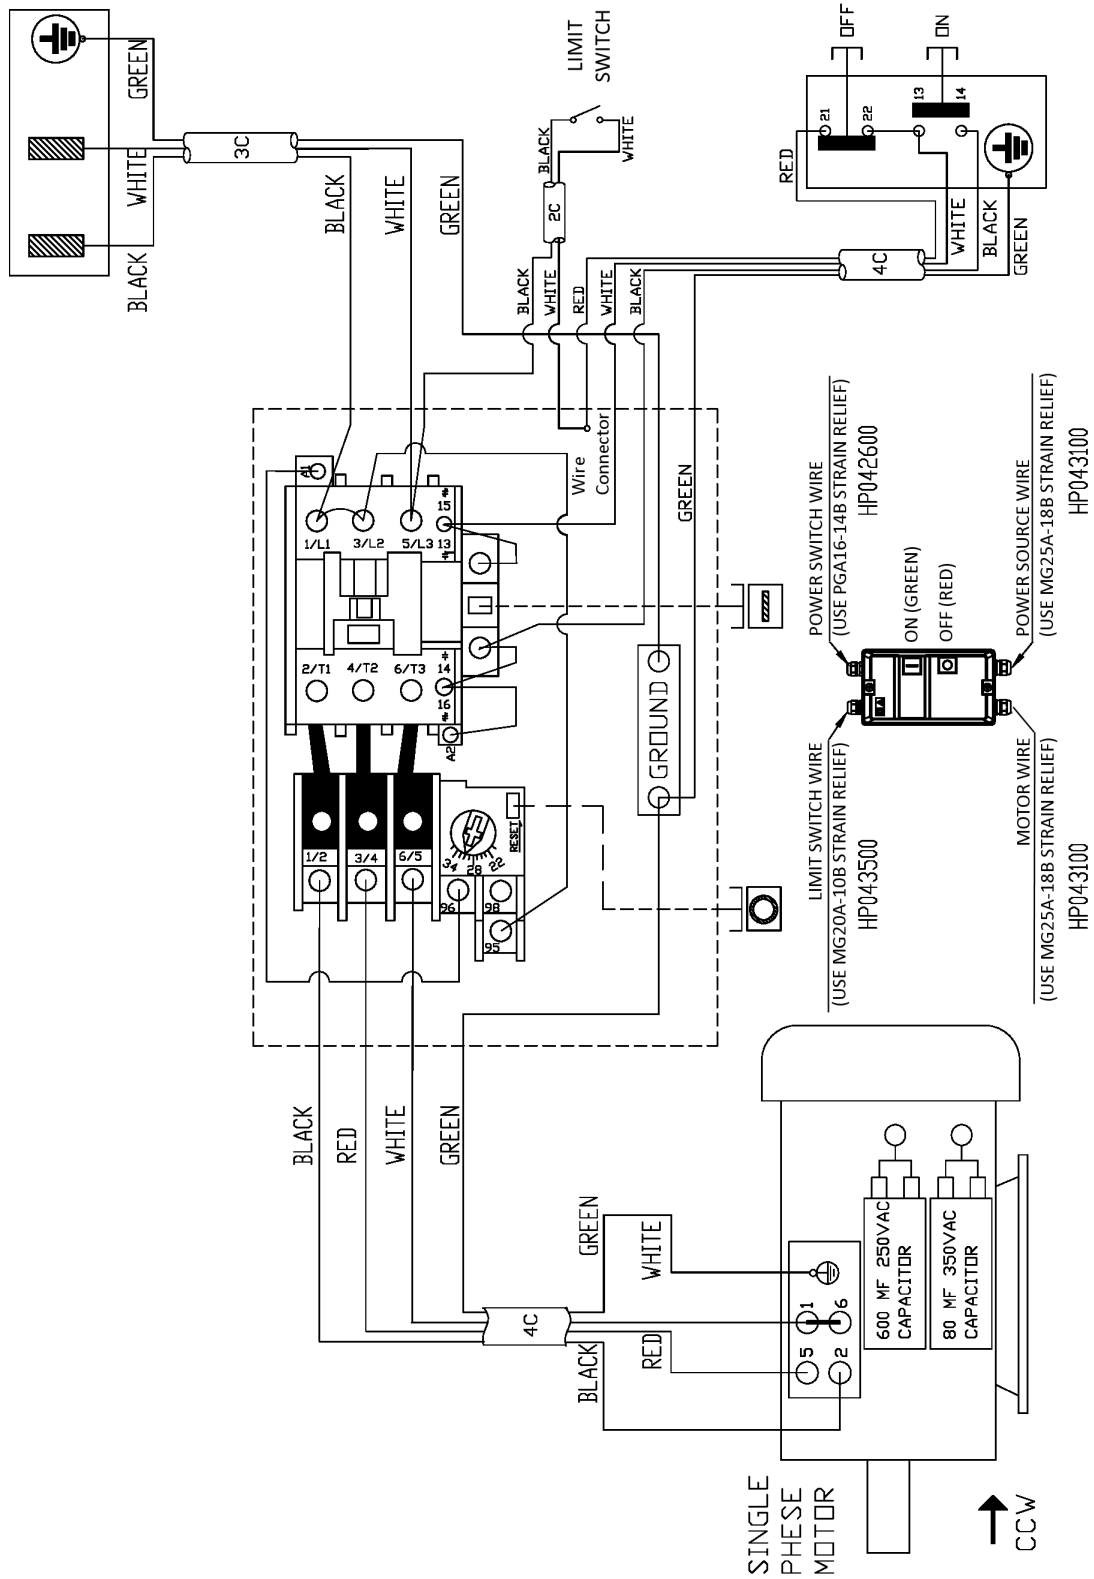 GREEN
WHITE
BLACK
3C
BLACK
WHITE
GREEN
LIMIT
SWITCH
BLACK
WHITE
2C
BLACK
WHITE
RED
WHITE
BLACK
OFF
ON
21
22
13
14
RED
WHITE
BLACK
GREEN
4C
A1
1/L1
3/L2
5/L3
15
13
2/T1
4/T2
6/T3
14
16
A2
Wire
Connector
GREEN
GROUND
1/2
3/4
6/5
34
28
22
RESET
96
98
95
POWER SWITCH WIRE
(USE PGA16-14B STRAIN RELIEF)
HP042600
ON (GREEN)
OFF (RED)
POWER SOURCE WIRE
(USE MG25A-18B STRAIN RELIEF)
HP043100
LIMIT SWITCH WIRE
(USE MG20A-10B STRAIN RELIEF)
HP043500
MOTOR WIRE
(USE MG25A-18B STRAIN RELIEF)
HP043100
BLACK
RED
WHITE
GREEN
4C
GREEN
WHITE
RED
BLACK
1
6
5
2
600 MF 250VAC
CAPACITOR
80 MF 350VAC
CAPACITOR
SINGLE
PHESE
MOTOR
CCW